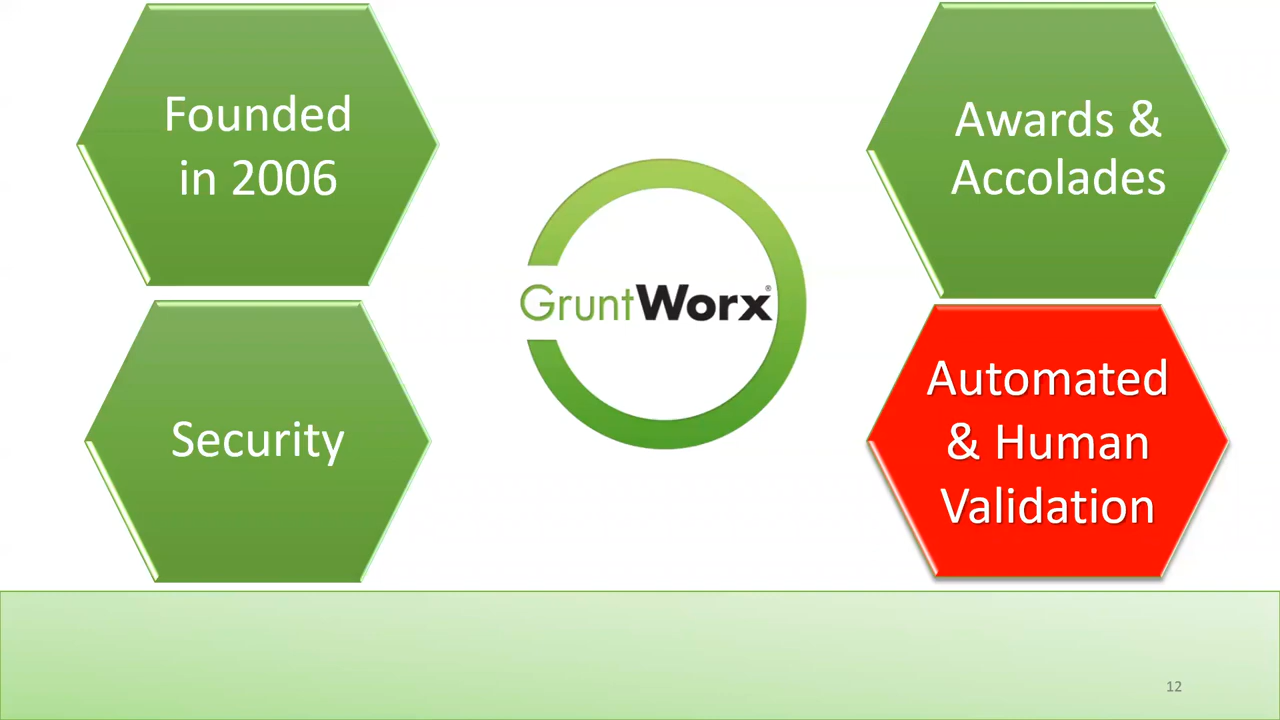 Founded
in 2006
Awards &
Accolades
GruntWorx®
Security
Automated
& Human
Validation
12